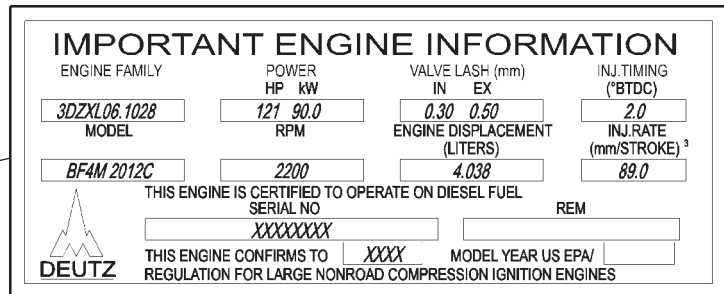 IMPORTANT ENGINE INFORMATION
ENGINE FAMILY POWER VALVE LASH (mm) INJ.TIMING
HP kW IN EX (°BTDC)
3DZXL06.1028 121 90.0 0.30 0.50 2.0
MODEL RPM ENGINE DISPLACEMENT INJ.RATE
(LITERS) (mm/STROKE) 3
BF4M 2012C 2200 4.038 89.0
THIS ENGINE IS CERTIFIED TO OPERATE ON DIESEL FUEL
SERIAL NO REM
XXXXXXXX
THIS ENGINE CONFIRMS TO XXXX MODEL YEAR US EPA/
DEUTZ REGULATION FOR LARGE NONROAD COMPRESSION IGNITION ENGINES